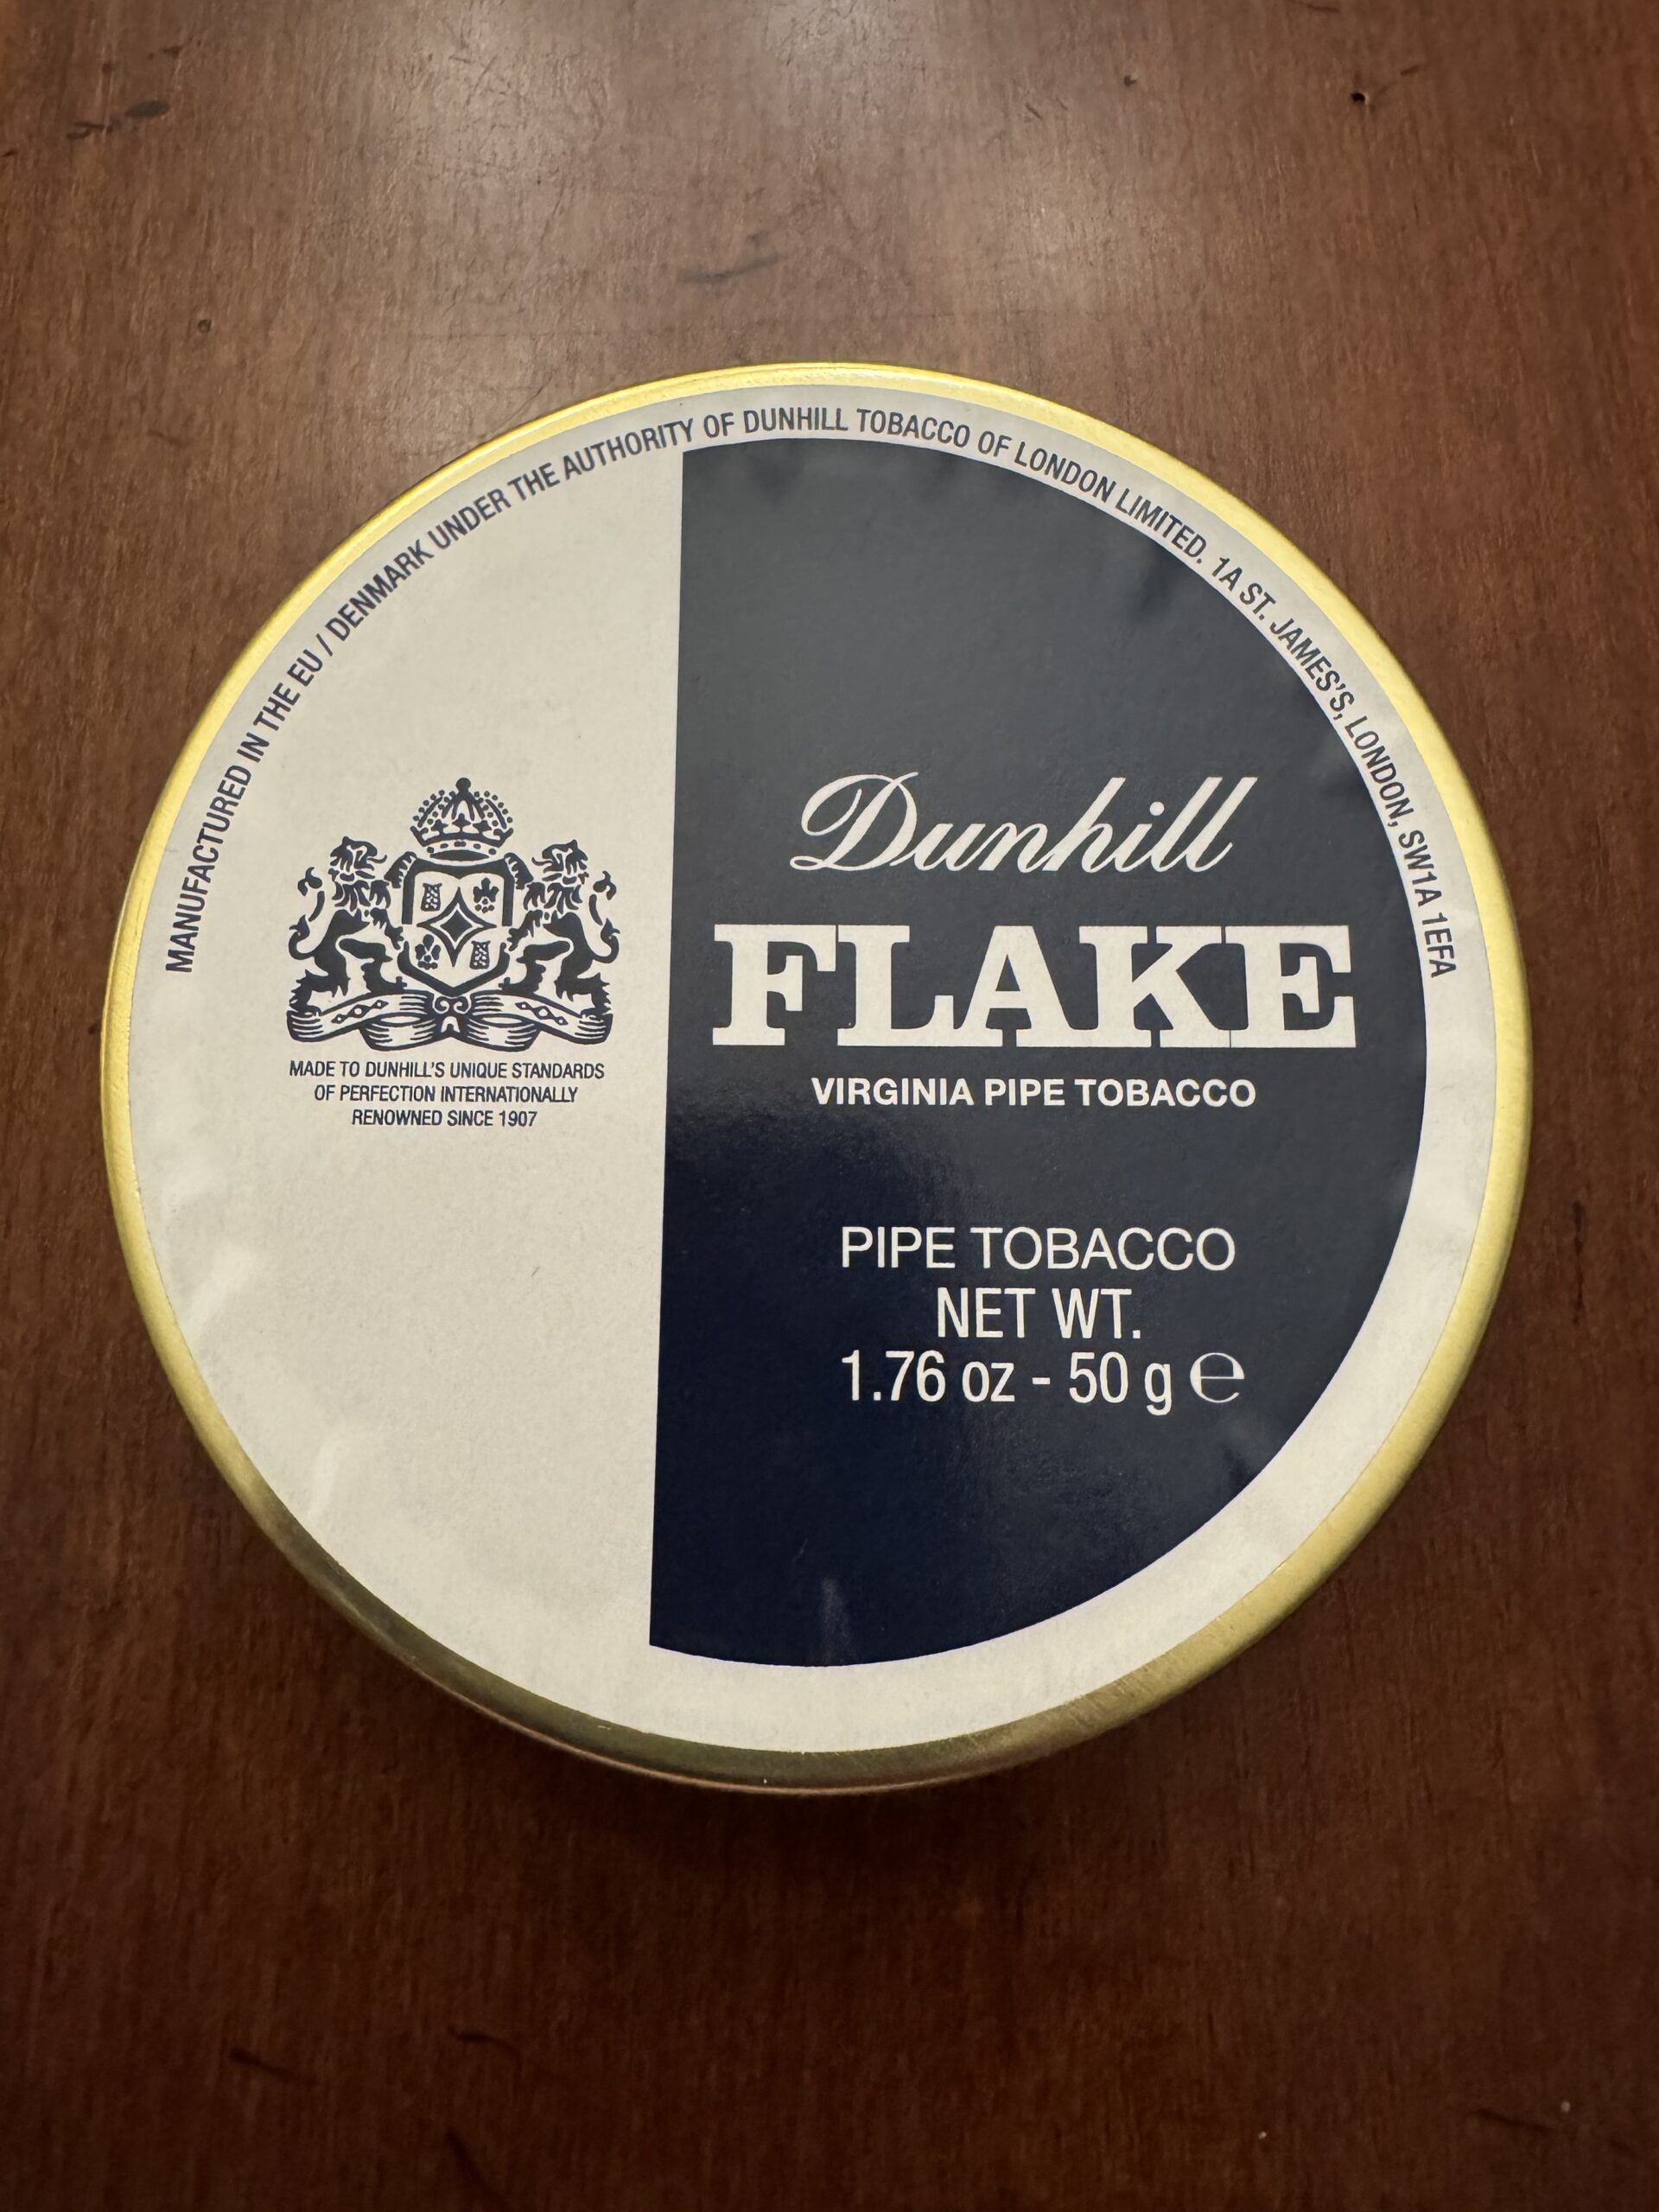 MANUFACTURED IN THE EU / DENMARK UNDER THE AUTHORITY OF DUNHILL TOBACCO OF LONDON LIMITED. 1A ST. JAMES'S, LONDON, SW1A 1EFA
MADE TO DUNHILL'S UNIQUE STANDARDS
OF PERFECTION INTERNATIONALLY
RENOWNED SINCE 1907
Dunhill
FLAKE
VIRGINIA PIPE TOBACCO
PIPE TOBACCO
NET WT.
1.76 oz - 50 g ℮